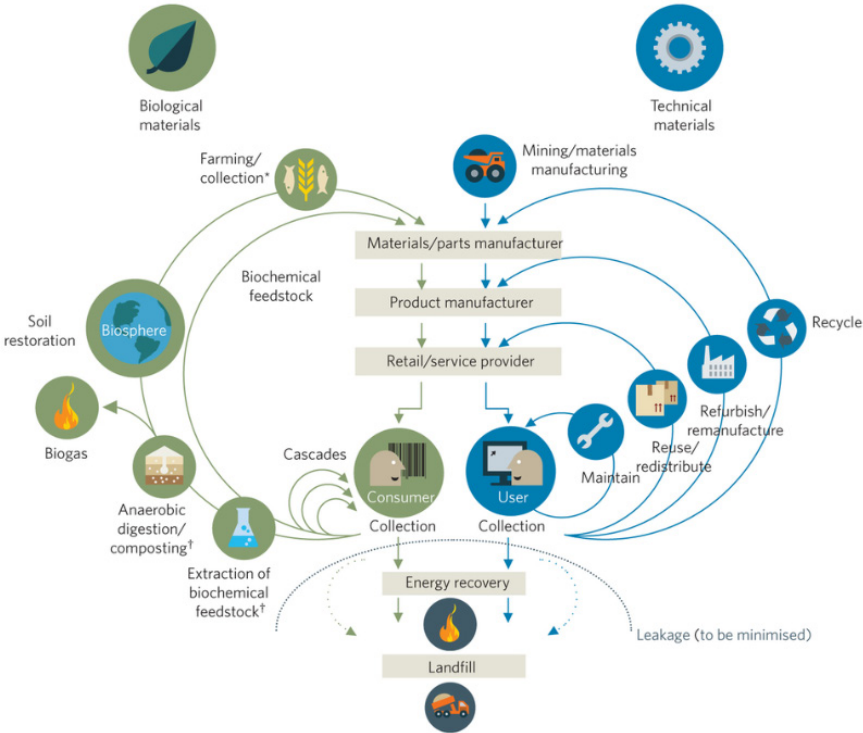 Biological
materials
Technical
materials
Farming/
collection*
Mining/materials
manufacturing
Materials/parts manufacturer
Biochemical
feedstock
Product manufacturer
Soil
restoration
Biosphere
Recycle
Retail/service provider
Refurbish/
remanufacture
Biogas
Cascades
Reuse/
redistribute
Maintain
Consumer
User
Anaerobic
digestion/
composting†
Collection
Collection
Extraction of
biochemical
feedstock†
Energy recovery
Leakage (to be minimised)
Landfill